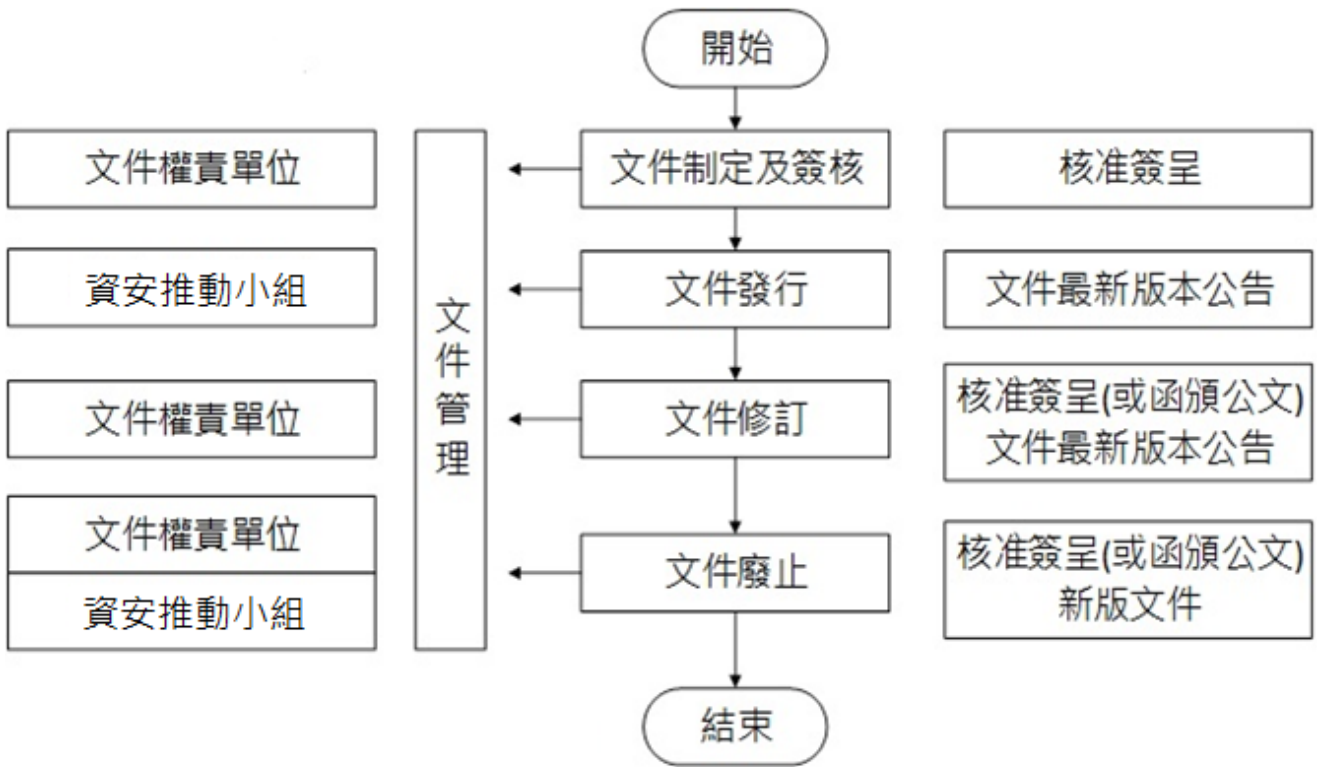 開始
文件權責單位
文件制定及簽核
核准簽呈
資安推動小組
文件發行
文件最新版本公告
文件管理
文件權責單位
文件修訂
核准簽呈(或函頒公文)
文件最新版本公告
文件權責單位
資安推動小組
文件廢止
核准簽呈(或函頒公文)
新版文件
結束